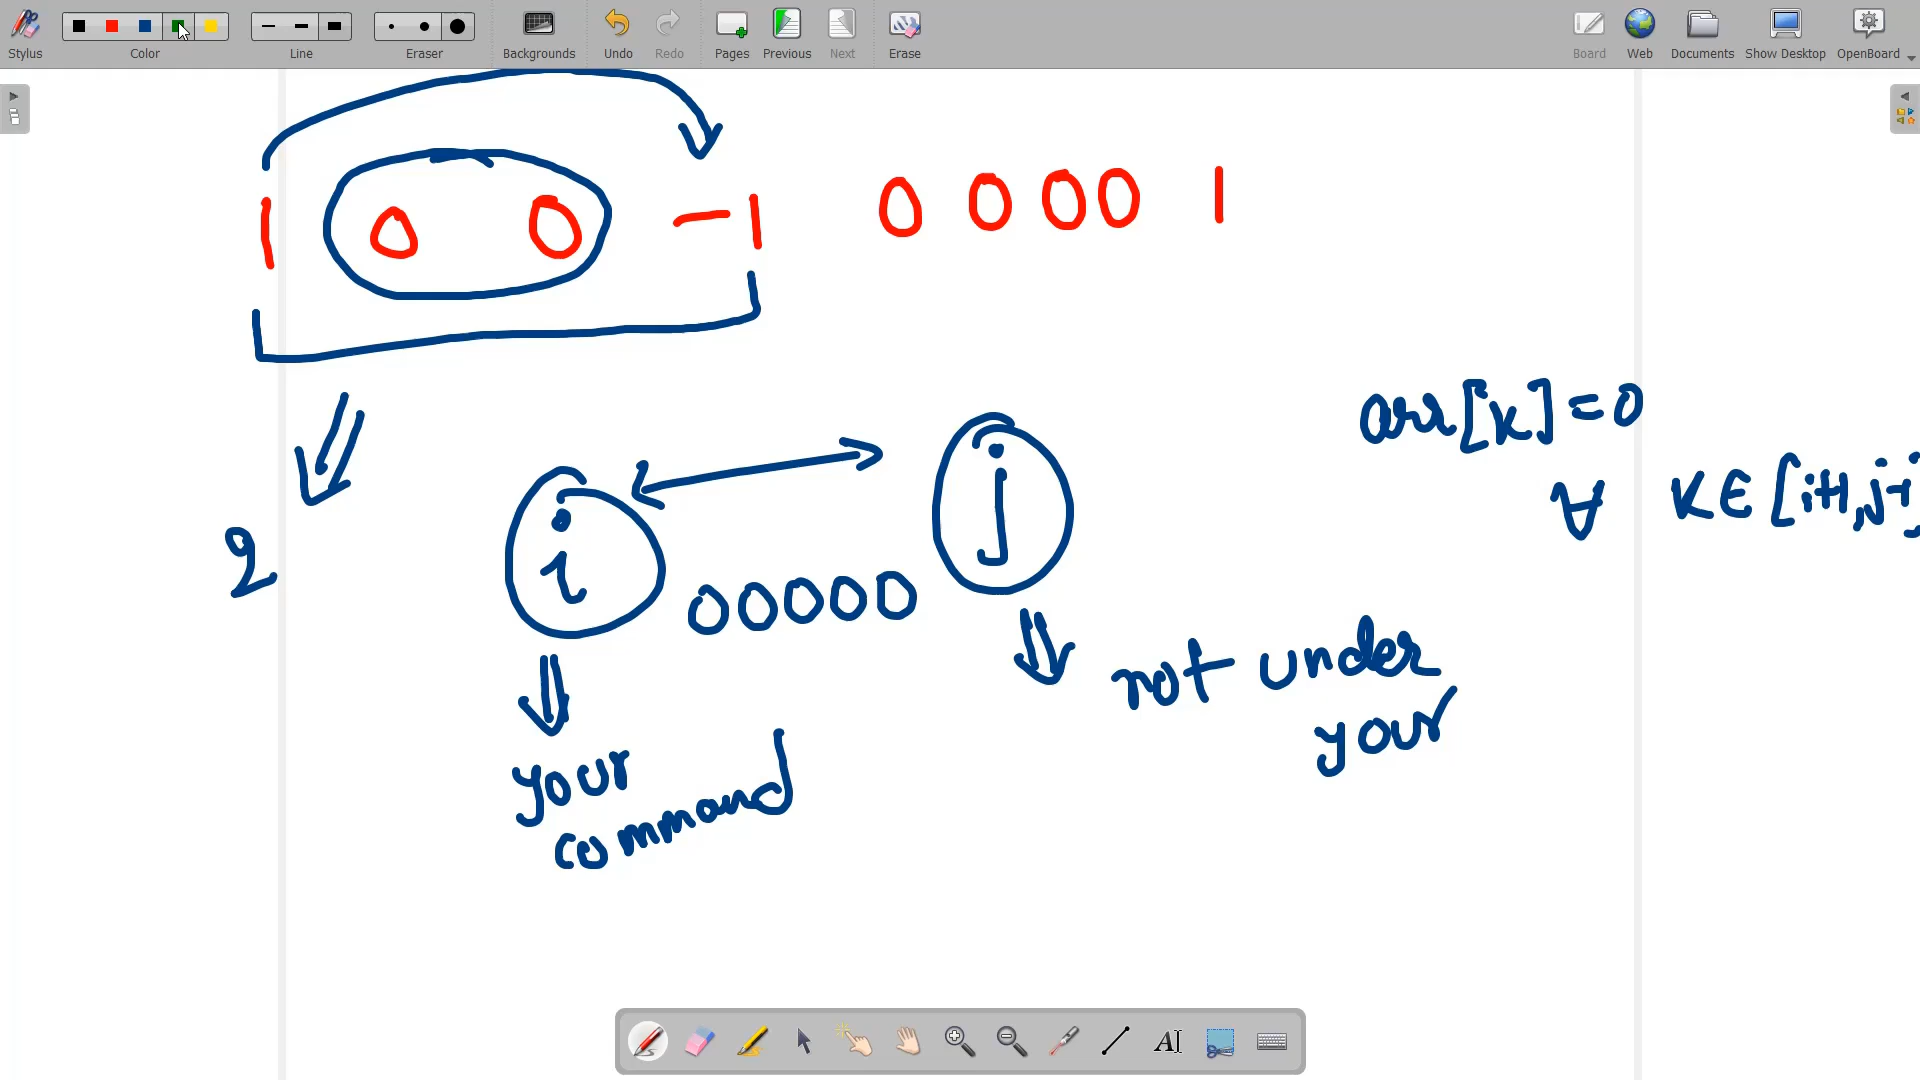 Stylus
Color
Line
Eraser
Backgrounds
Undo
Redo
Pages
Previous
Next
Erase
Board
Web
Documents
Show Desktop
OpenBoard
1 0 0 -1 0 0 0 0 1
arr[k]=0
∀ K∈[i+1,j-1]
2
i 00000 j
not under
your
your
command